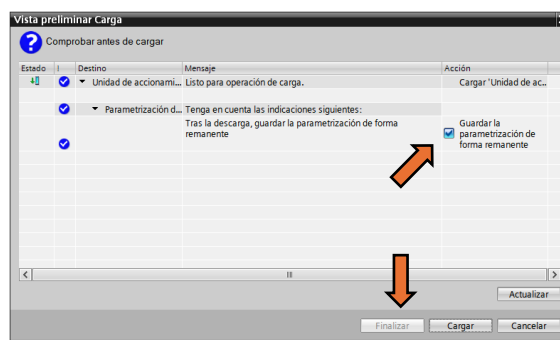 Vista preliminar Carga
Comprobar antes de cargar
Estado ! Destino Mensaje Acción
Unidad de accionami... Listo para operación de carga. Cargar 'Unidad de ac...
Parametrización d... Tenga en cuenta las indicaciones siguientes:
Tras la descarga, guardar la parametrización de forma
remanente
Guardar la
parametrización de
forma remanente
Actualizar
Finalizar Cargar Cancelar